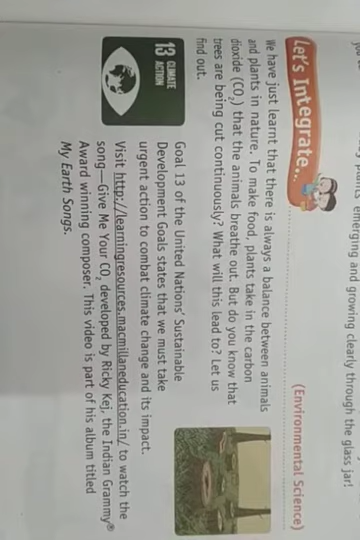 plants emerging and growing clearly through the glass jar!
Let's Integrate...
(Environmental Science)
We have just learnt that there is always a balance between animals
and plants in nature. To make food, plants take in the carbon
dioxide (CO₂) that the animals breathe out. But do you know that
trees are being cut continuously? What will this lead to? Let us
find out.
13 CLIMATE
ACTION
Goal 13 of the United Nations' Sustainable
Development Goals states that we must take
urgent action to combat climate change and its impact.
Visit http://learningresources.macmillaneducation.in/ to watch the
song—Give Me Your CO₂ developed by Ricky Kej, the Indian Grammy®
Award winning composer. This video is part of his album titled
My Earth Songs.